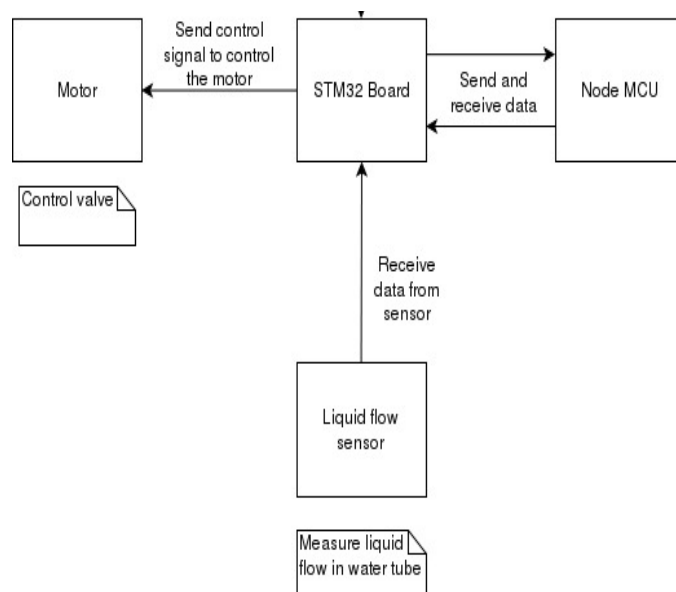 Send control
signal to control
the motor
Motor
STM32 Board
Send and
receive data
Node MCU
Control valve
Receive
data from
sensor
Liquid flow
sensor
Measure liquid
flow in water tube